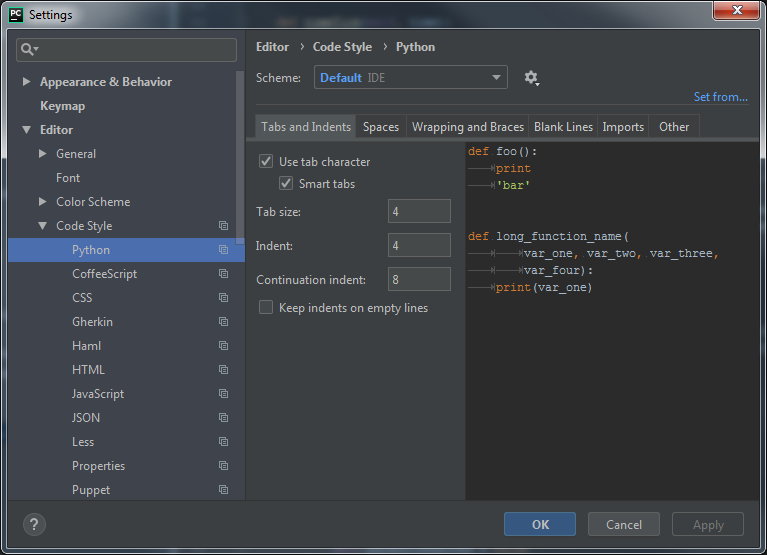 PC Settings
Editor › Code Style › Python
Scheme: Default IDE
Set from...
Appearance & Behavior
Keymap
Editor
General
Font
Color Scheme
Code Style
Python
CoffeeScript
CSS
Gherkin
Haml
HTML
JavaScript
JSON
Less
Properties
Puppet
Tabs and Indents Spaces Wrapping and Braces Blank Lines Imports Other
Use tab character
Smart tabs
Tab size: 4
Indent: 4
Continuation indent: 8
Keep indents on empty lines
def foo():
print
'bar'
def long_function_name(
var_one, var_two, var_three,
var_four):
print(var_one)
? OK Cancel Apply